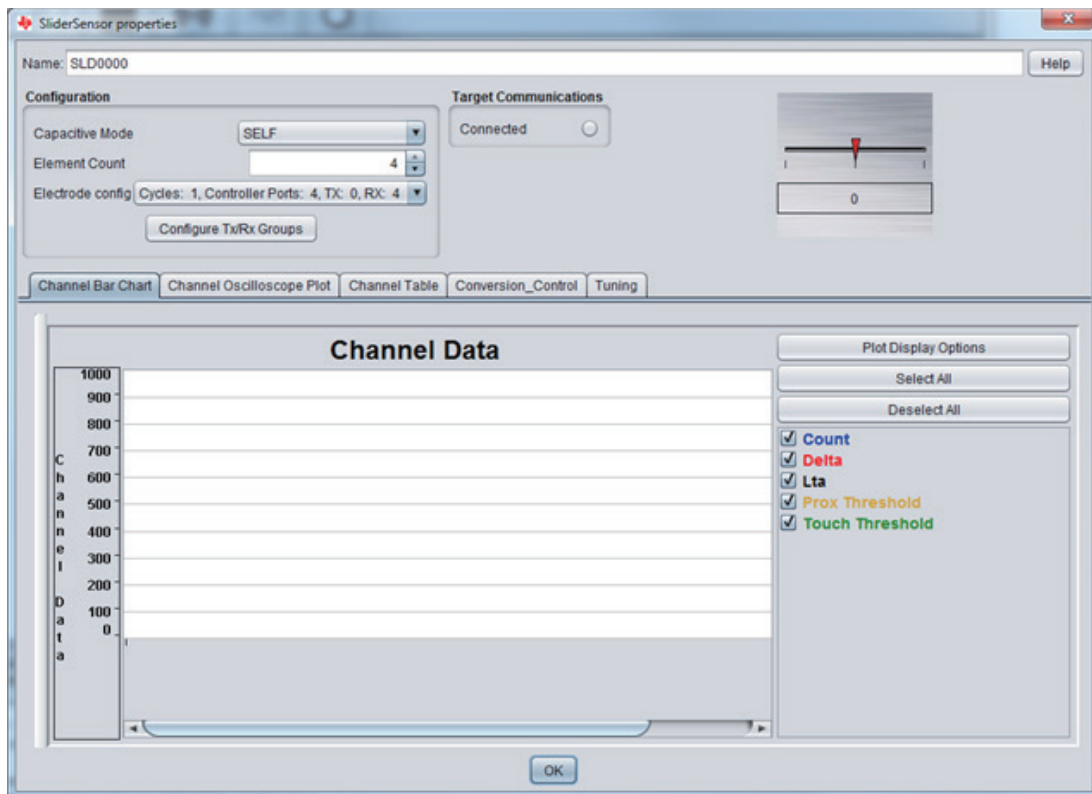 SliderSensor properties
Name: SLD0000
Help
Configuration
Capacitive Mode SELF
Element Count 4
Electrode config Cycles: 1, Controller Ports: 4, TX: 0, RX: 4
Configure Tx/Rx Groups
Target Communications
Connected
0
Channel Bar Chart Channel Oscilloscope Plot Channel Table Conversion_Control Tuning
Channel Data
1000
900
800
700
600
500
400
300
200
100
0
Channel Data
Plot Display Options
Select All
Deselect All
Count
Delta
Lta
Prox Threshold
Touch Threshold
OK